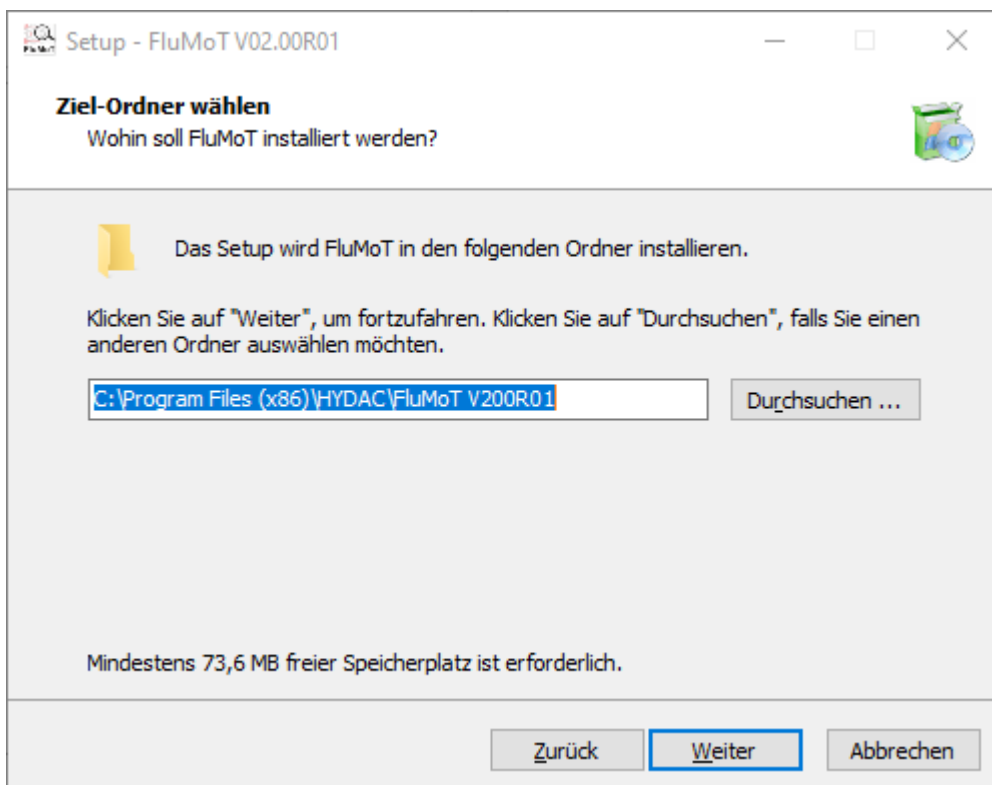 Setup - FluMoT V02.00R01
Ziel-Ordner wählen
Wohin soll FluMoT installiert werden?
Das Setup wird FluMoT in den folgenden Ordner installieren.
Klicken Sie auf "Weiter", um fortzufahren. Klicken Sie auf "Durchsuchen", falls Sie einen
anderen Ordner auswählen möchten.
C:\Program Files (x86)\HYDAC\FluMoT V200R01
Durchsuchen ...
Mindestens 73,6 MB freier Speicherplatz ist erforderlich.
Zurück
Weiter
Abbrechen